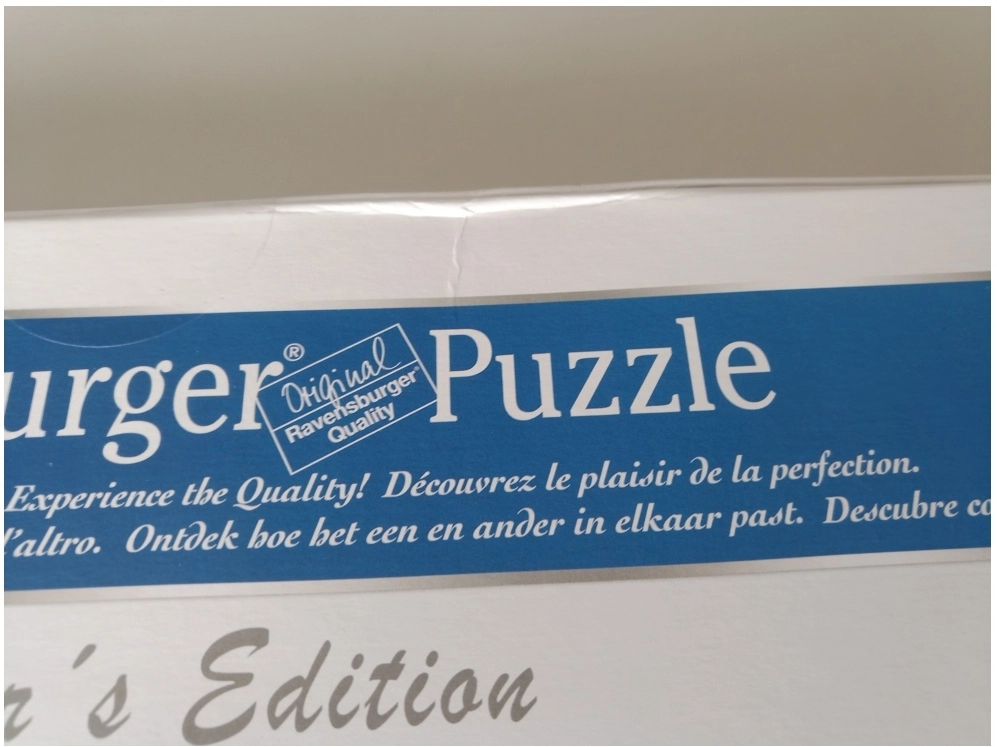 urger® Puzzle
Original
Ravensburger®
Quality
Experience the Quality! Découvrez le plaisir de la perfection.
l'altro. Ontdek hoe het een en ander in elkaar past. Descubre co
r's Edition